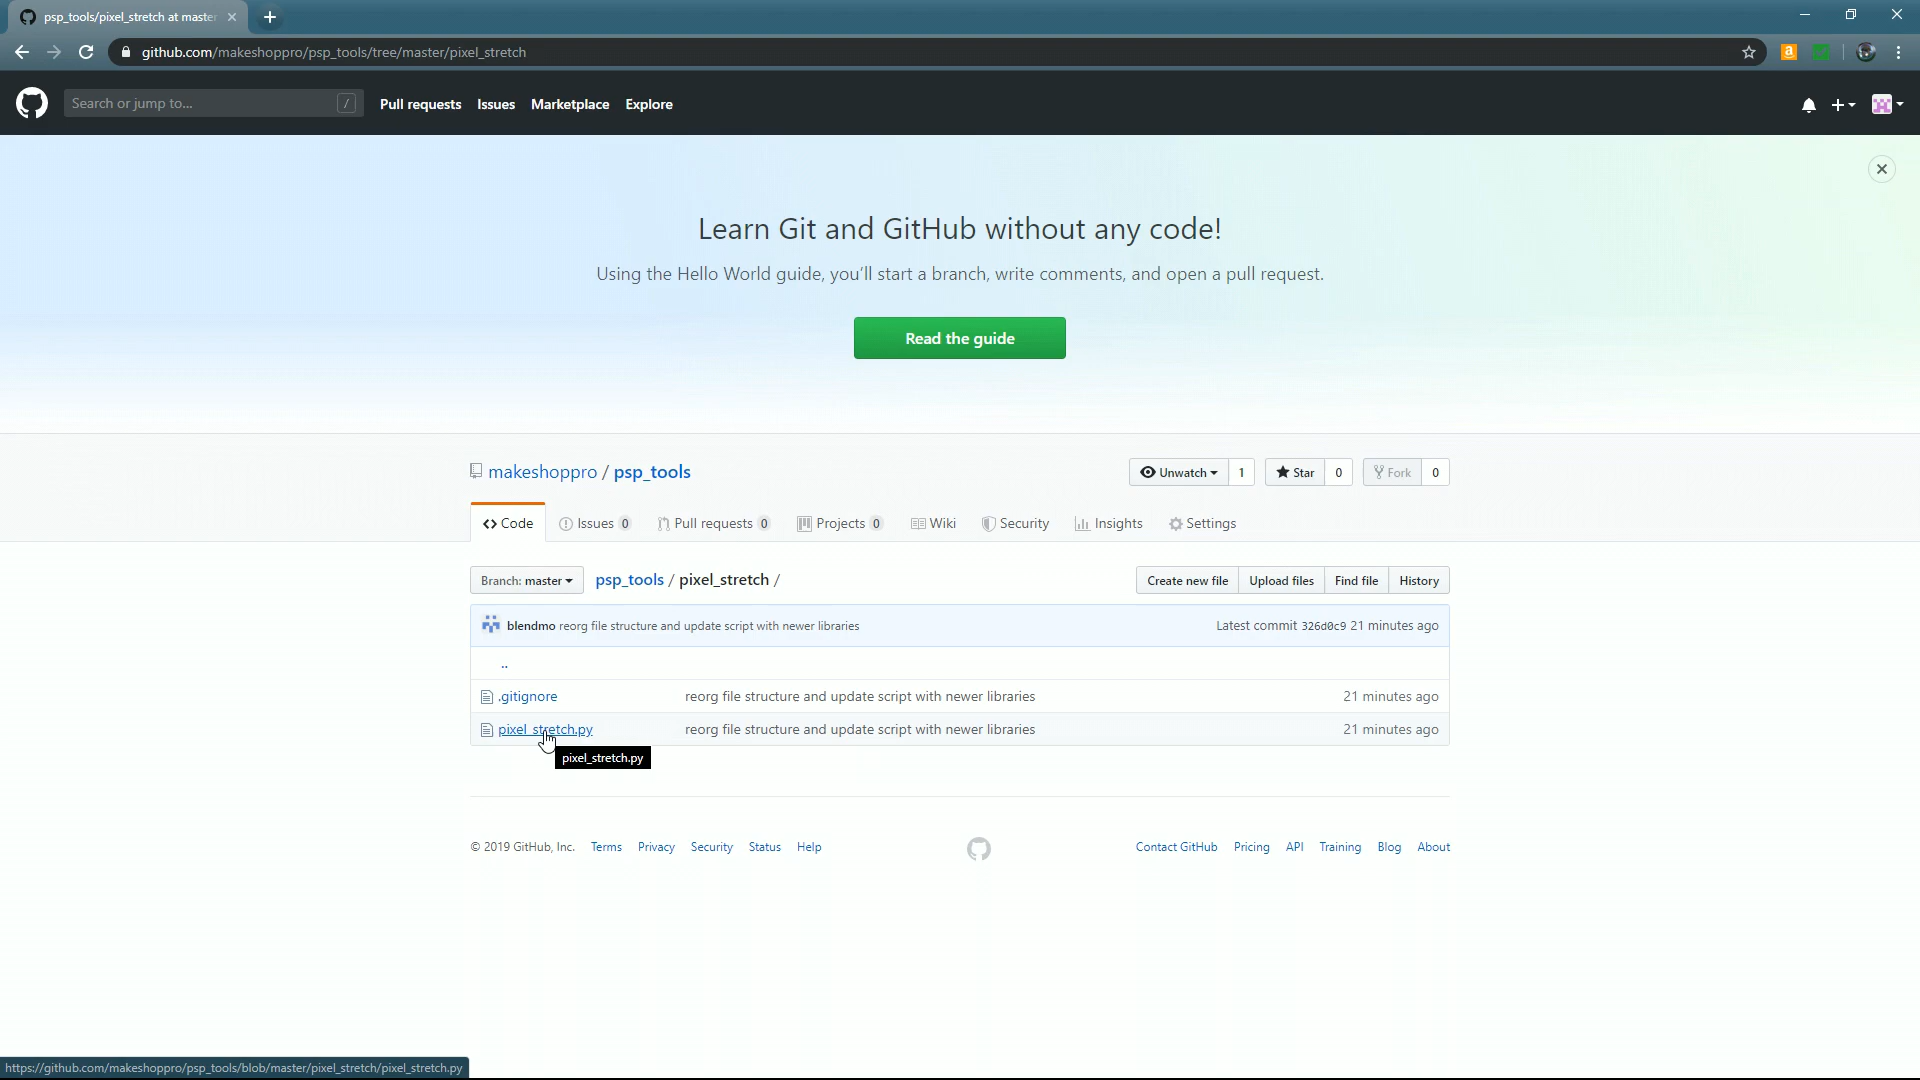 psp_tools/pixel_stretch at master
github.com/makeshoppro/psp_tools/tree/master/pixel_stretch
Search or jump to... /
Pull requests Issues Marketplace Explore
Learn Git and GitHub without any code!
Using the Hello World guide, you'll start a branch, write comments, and open a pull request.
Read the guide
makeshoppro / psp_tools
Unwatch 1 Star 0 Fork 0
Code Issues 0 Pull requests 0 Projects 0 Wiki Security Insights Settings
Branch: master psp_tools / pixel_stretch / Create new file Upload files Find file History
blendmo reorg file structure and update script with newer libraries Latest commit 326d0c9 21 minutes ago
..
.gitignore reorg file structure and update script with newer libraries 21 minutes ago
pixel_stretch.py reorg file structure and update script with newer libraries 21 minutes ago
pixel_stretch.py
© 2019 GitHub, Inc. Terms Privacy Security Status Help Contact GitHub Pricing API Training Blog About
https://github.com/makeshoppro/psp_tools/blob/master/pixel_stretch/pixel_stretch.py